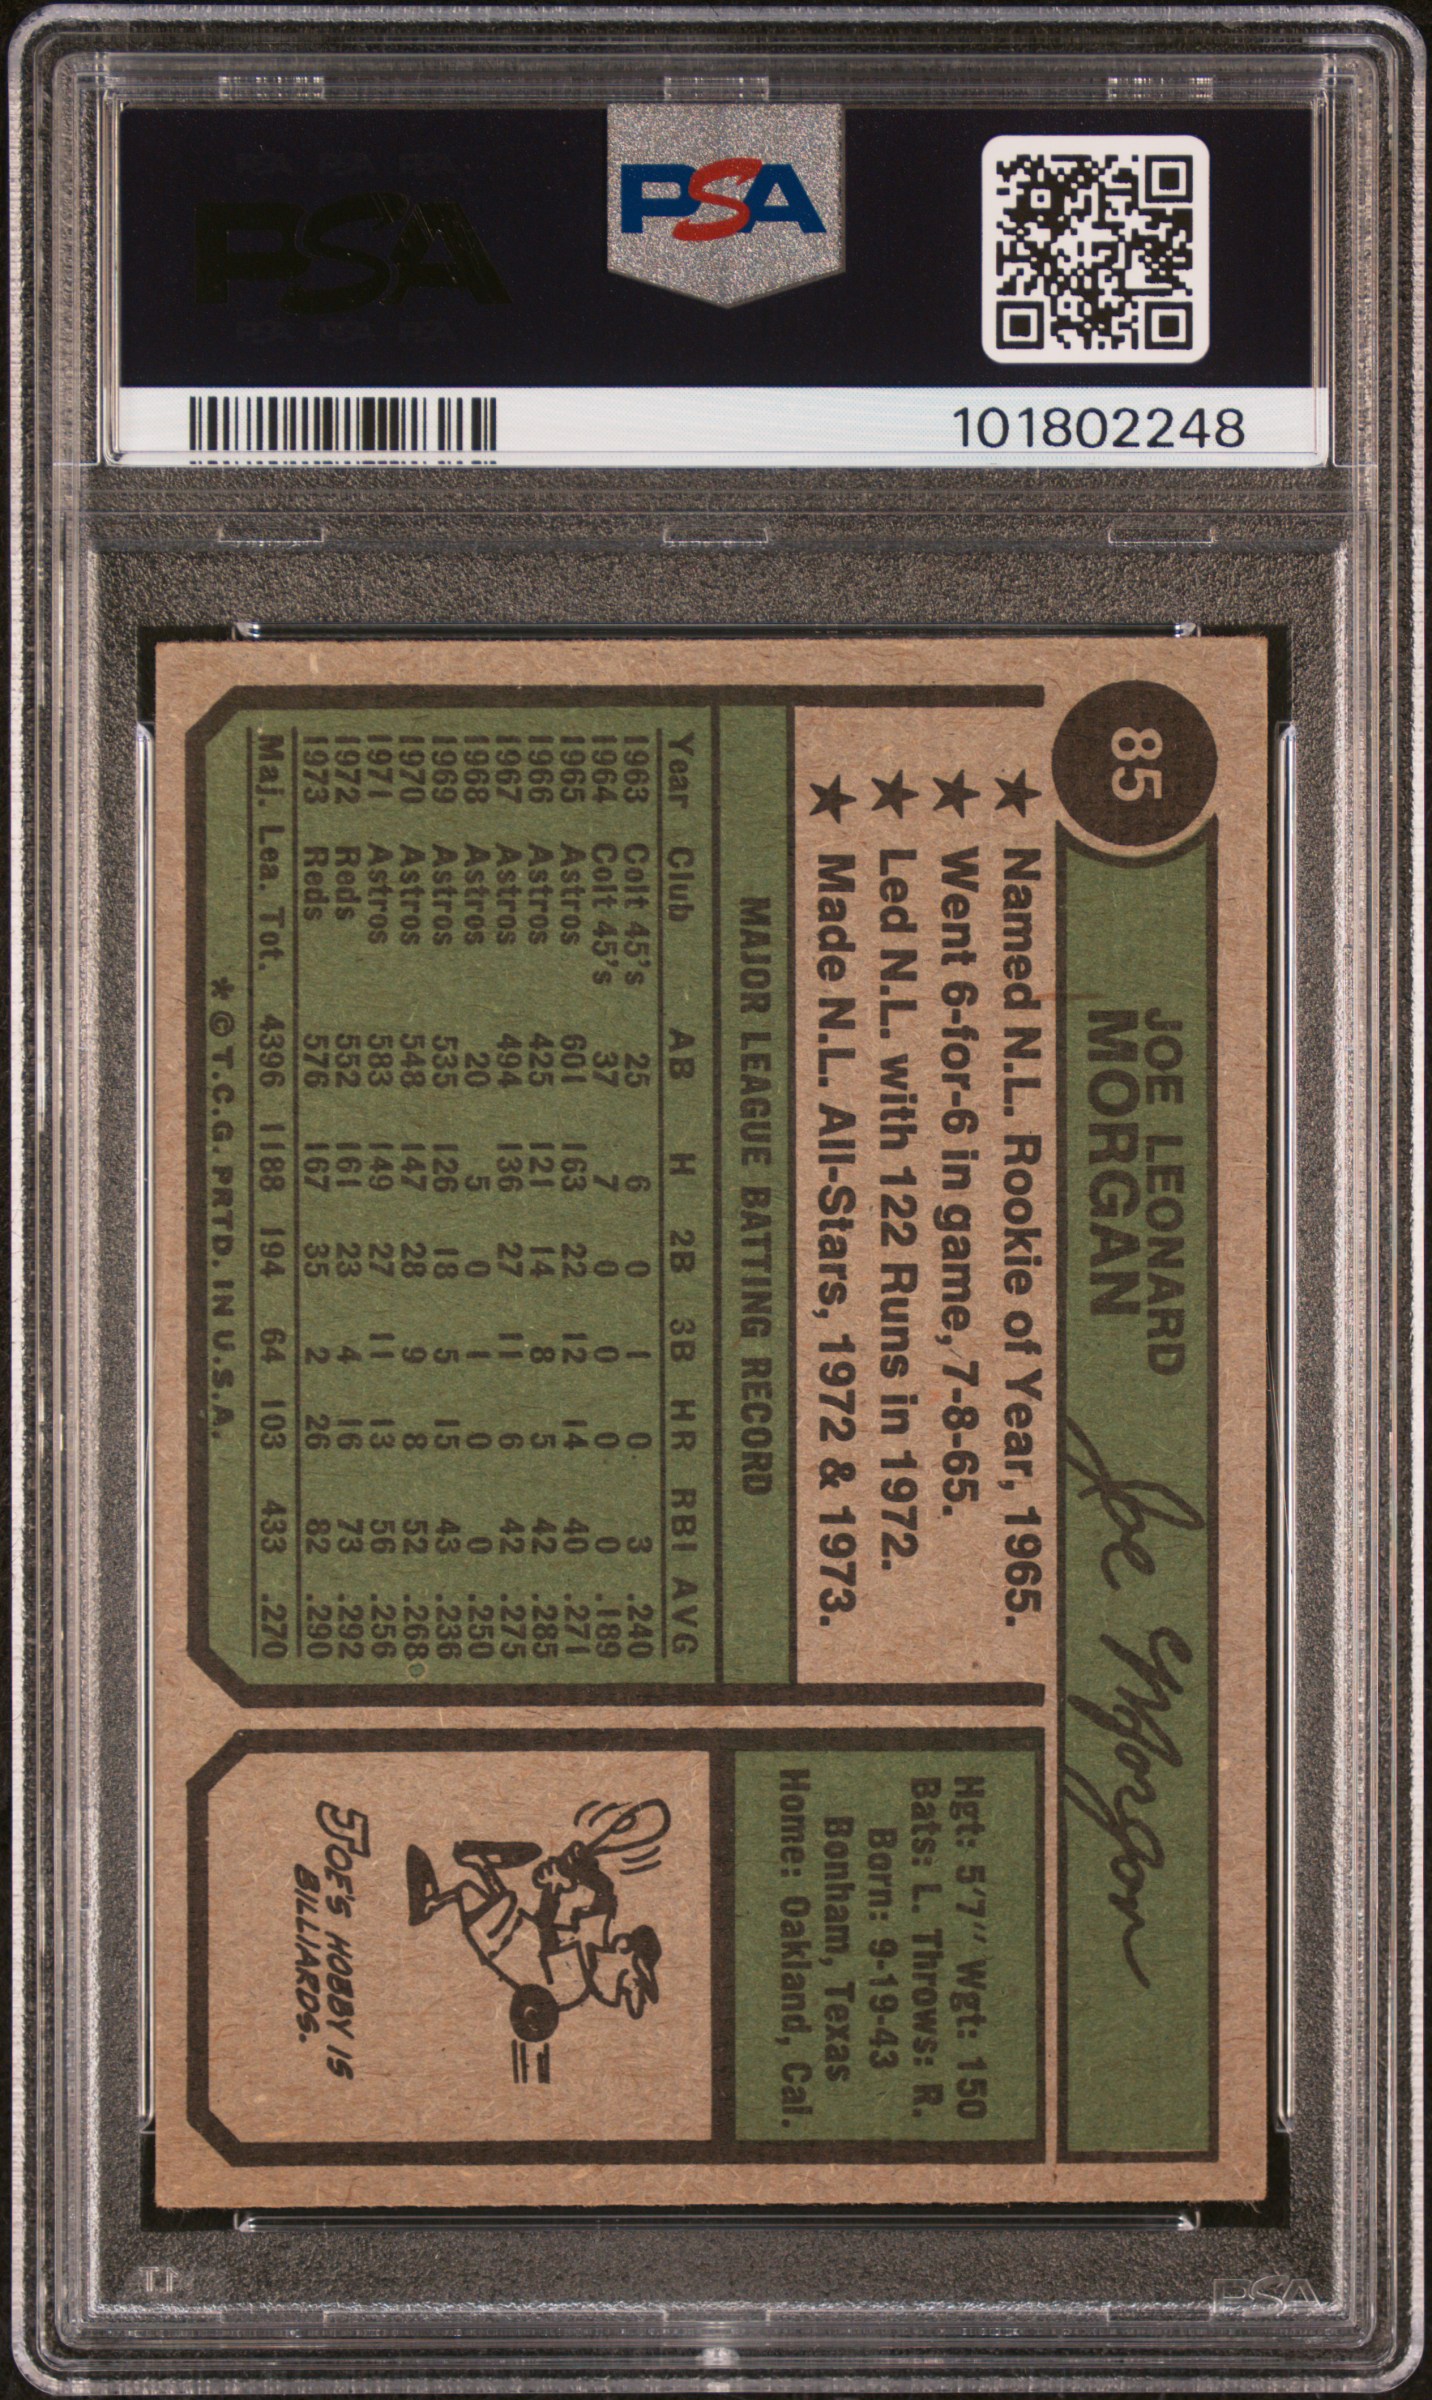 PSA
PSA
101802248
85
JOE LEONARD
MORGAN
Joe Morgan
★ Named N.L. Rookie of Year, 1965.
★ Went 6-for-6 in game, 7-8-65.
★ Led N.L. with 122 Runs in 1972.
★ Made N.L. All-Stars, 1972 & 1973.
MAJOR LEAGUE BATTING RECORD
Year Club AB H 2B 3B HR RBI AVG
1963 Colt 45's 25 6 0 1 0 3 .240
1964 Colt 45's 37 7 0 0 0 0 .189
1965 Astros 601 163 22 12 14 40 .271
1966 Astros 425 121 14 8 5 42 .285
1967 Astros 494 136 27 11 6 42 .275
1968 Astros 20 5 0 1 0 0 .250
1969 Astros 535 126 18 5 15 43 .236
1970 Astros 548 147 28 9 8 52 .268
1971 Astros 583 149 27 11 13 56 .256
1972 Reds 552 161 23 4 16 73 .292
1973 Reds 576 167 35 2 26 82 .290
Maj. Lea. Tot. 4396 1188 194 64 103 433 .270
* © T.C.G. PRTD. IN U.S.A.
Hgt: 5'7" Wgt: 150
Bats: L. Throws: R.
Born: 9-19-43
Bonham, Texas
Home: Oakland, Cal.
JOE'S HOBBY IS
BILLIARDS.
PSA